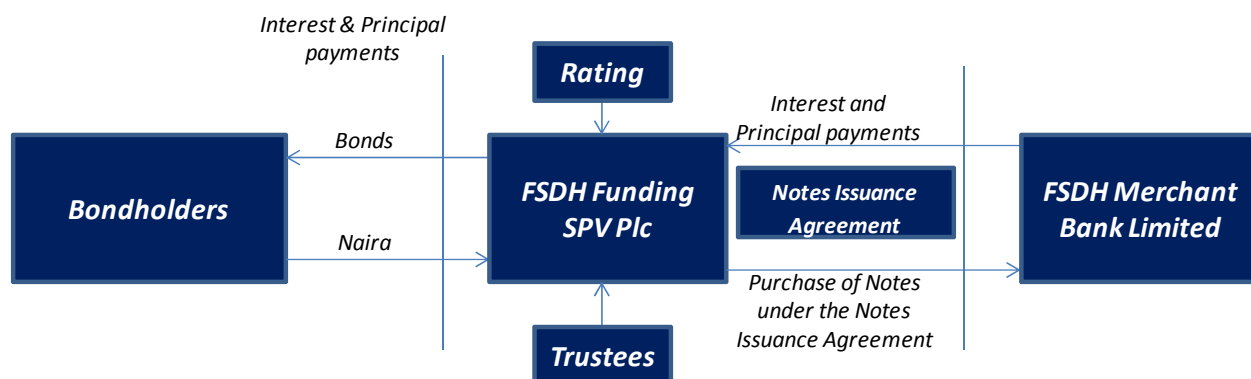 Interest & Principal
payments
Rating
Interest and
Principal payments
Bonds
Bondholders
FSDH Funding
SPV Plc
Notes Issuance
Agreement
FSDH Merchant
Bank Limited
Naira
Purchase of Notes
under the Notes
Issuance Agreement
Trustees